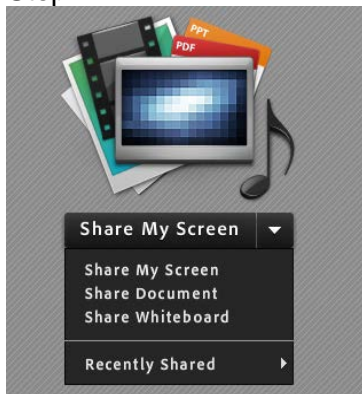 PPT
PDF
Share My Screen
Share My Screen
Share Document
Share Whiteboard
Recently Shared